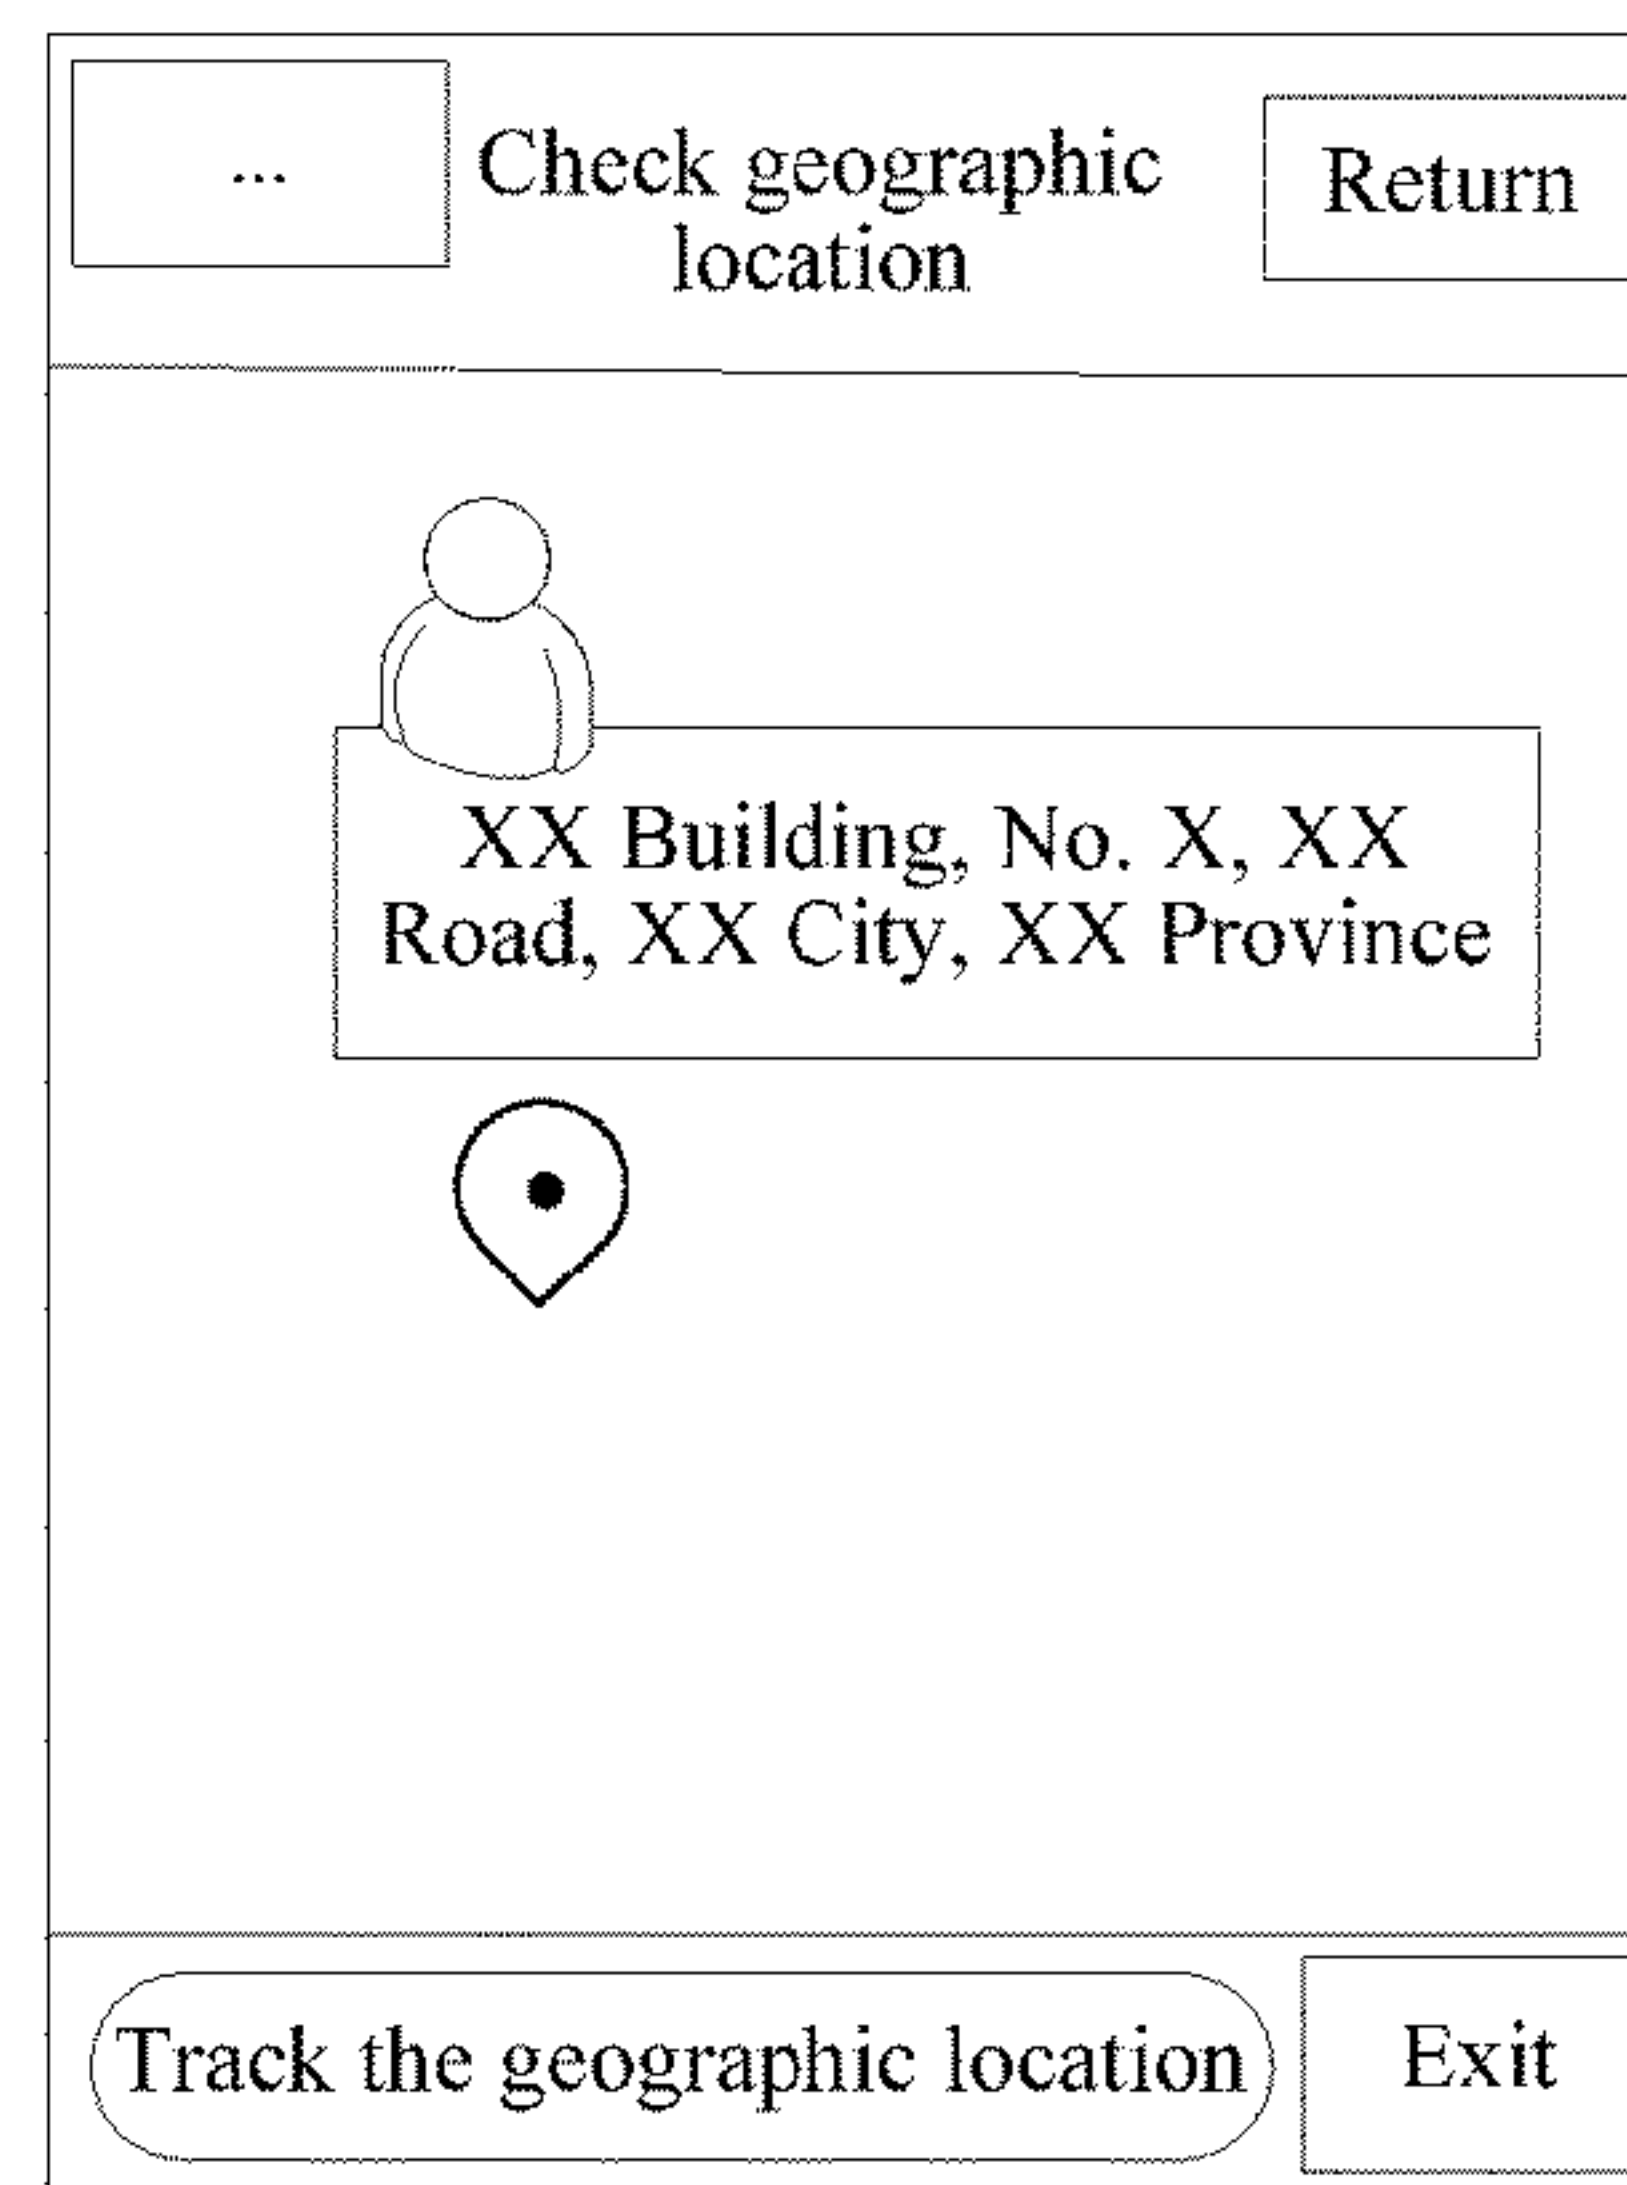 ...
Check geographic
location
Return
XX Building, No. X, XX
Road, XX City, XX Province
Track the geographic location
Exit